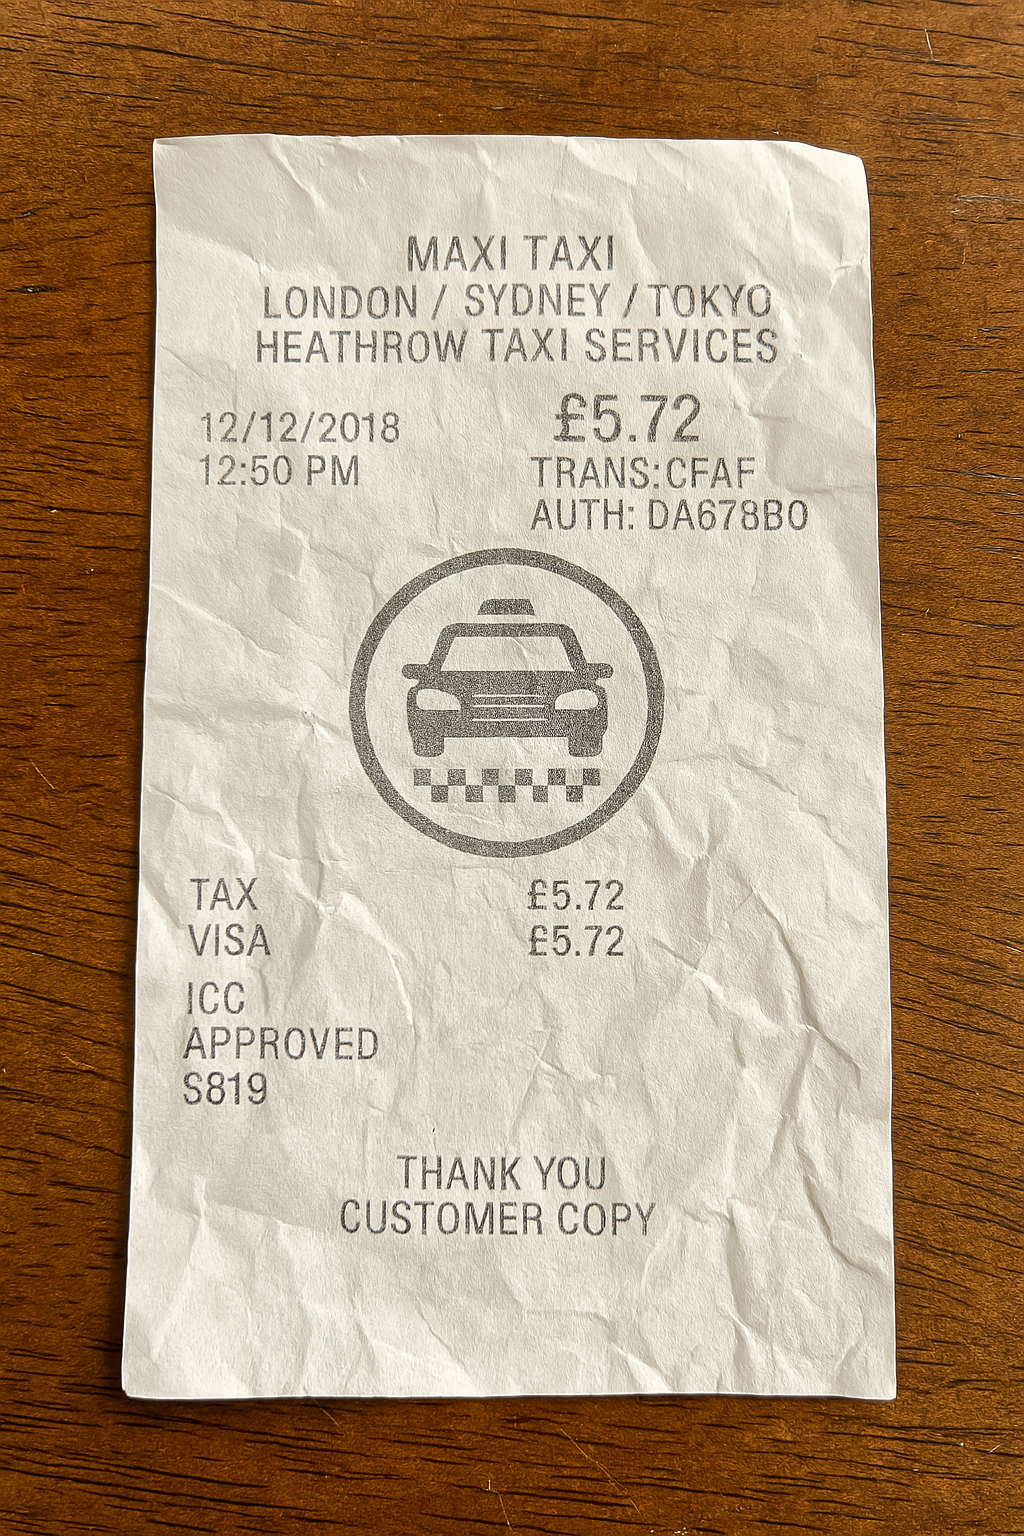 MAXI TAXI
LONDON / SYDNEY / TOKYO
HEATHROW TAXI SERVICES
12/12/2018
12:50 PM
£5.72
TRANS:CFAF
AUTH: DA678B0
TAX £5.72
VISA £5.72
ICC
APPROVED
S819
THANK YOU
CUSTOMER COPY